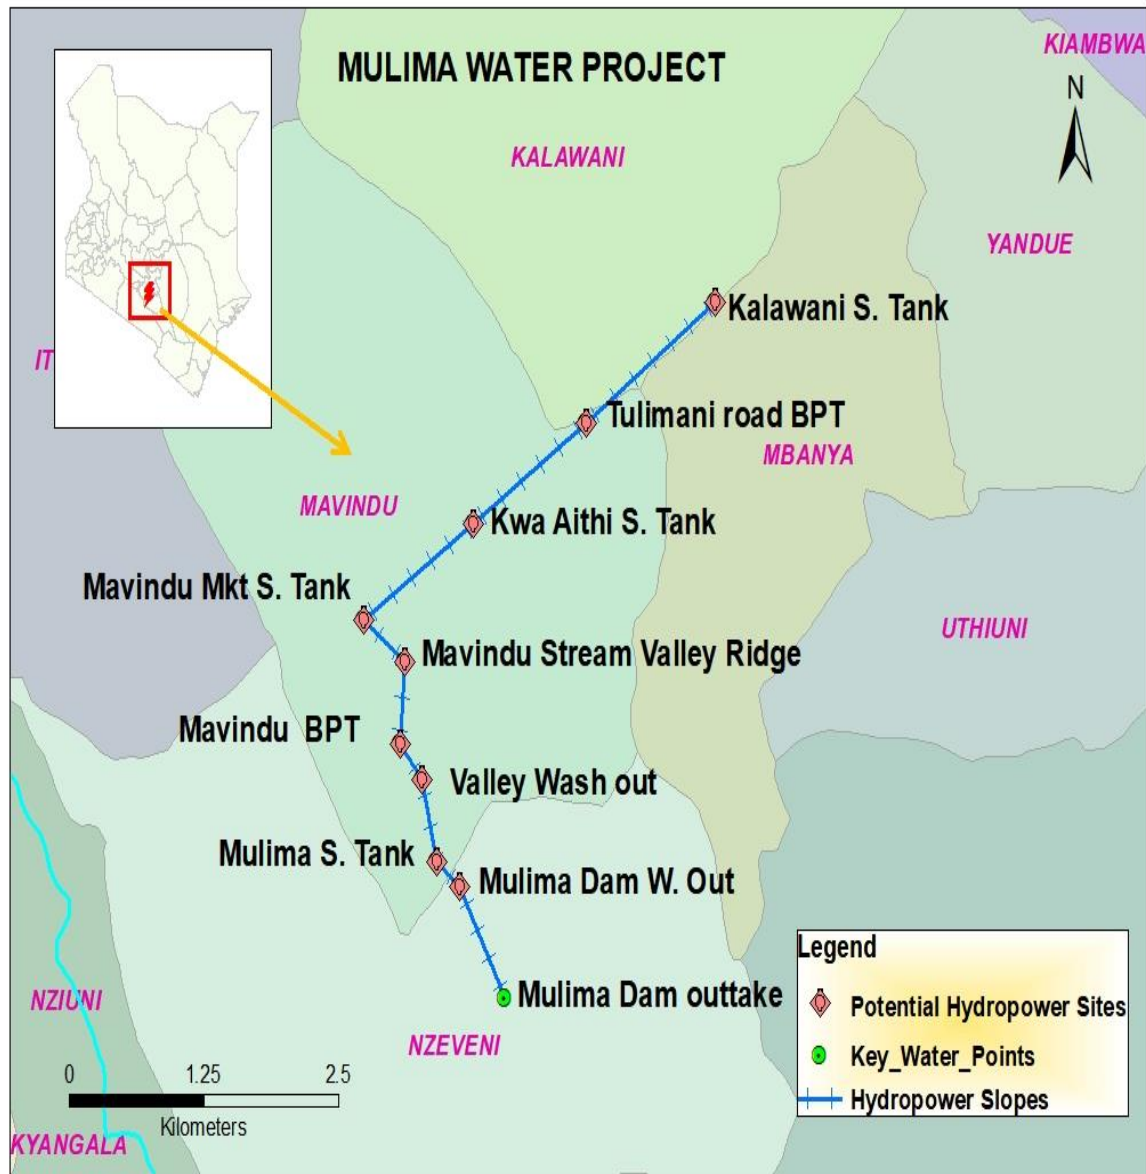 MULIMA WATER PROJECT
KIAMBWA
N
KALAWANI
YANDUE
Kalawani S. Tank
IT
Tulimani road BPT
MBANYA
MAVINDU
Kwa Aithi S. Tank
Mavindu Mkt S. Tank
UTHIUNI
Mavindu Stream Valley Ridge
Mavindu BPT
Valley Wash out
Mulima S. Tank
Mulima Dam W. Out
Mulima Dam outtake
NZIUNI
NZEVENI
0 1.25 2.5
Kilometers
KYANGALA
Legend
Potential Hydropower Sites
Key_Water_Points
Hydropower Slopes